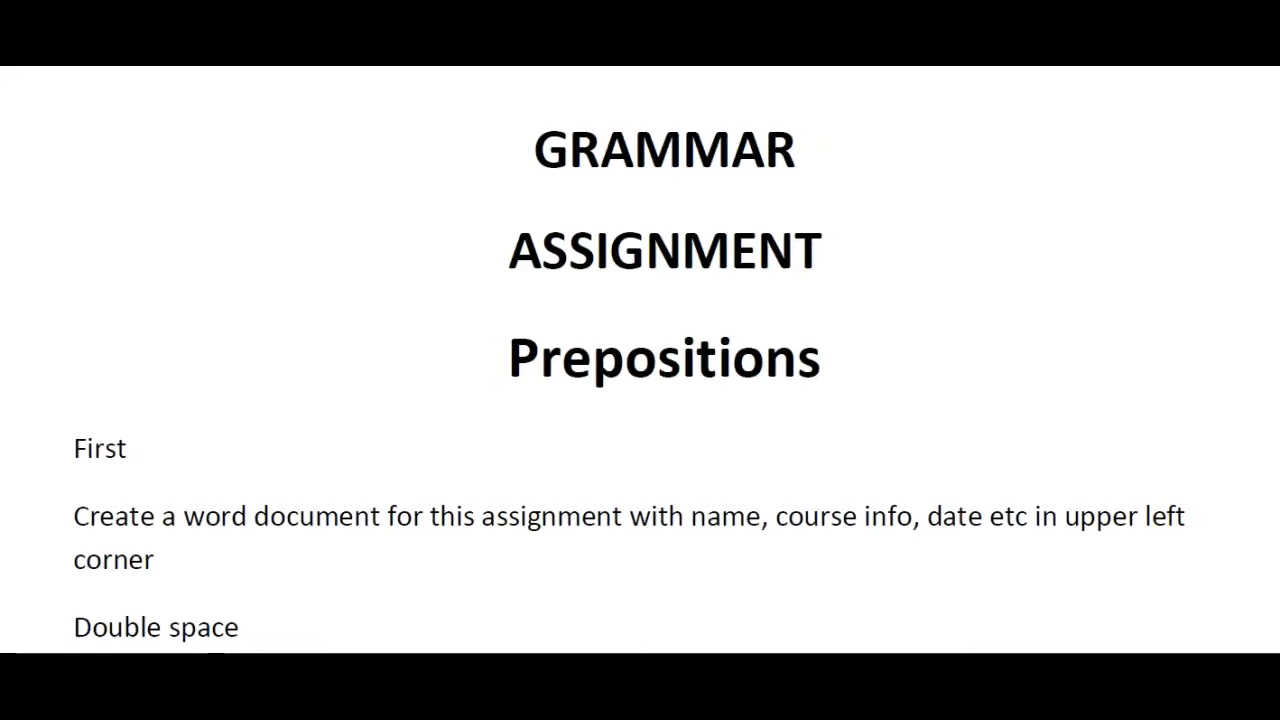 GRAMMAR
ASSIGNMENT
Prepositions
First
Create a word document for this assignment with name, course info, date etc in upper left
corner
Double space